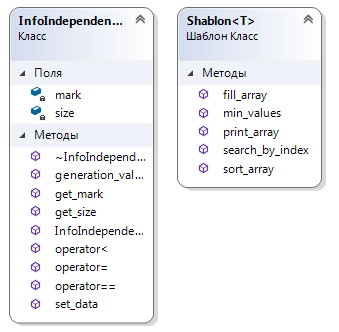 InfoIndependen...
Класс
Поля
mark
size
Методы
~InfoIndepend...
generation_val...
get_mark
get_size
InfoIndepende...
operator<
operator=
operator==
set_data
Shablon<T>
Шаблон Класс
Методы
fill_array
min_values
print_array
search_by_index
sort_array